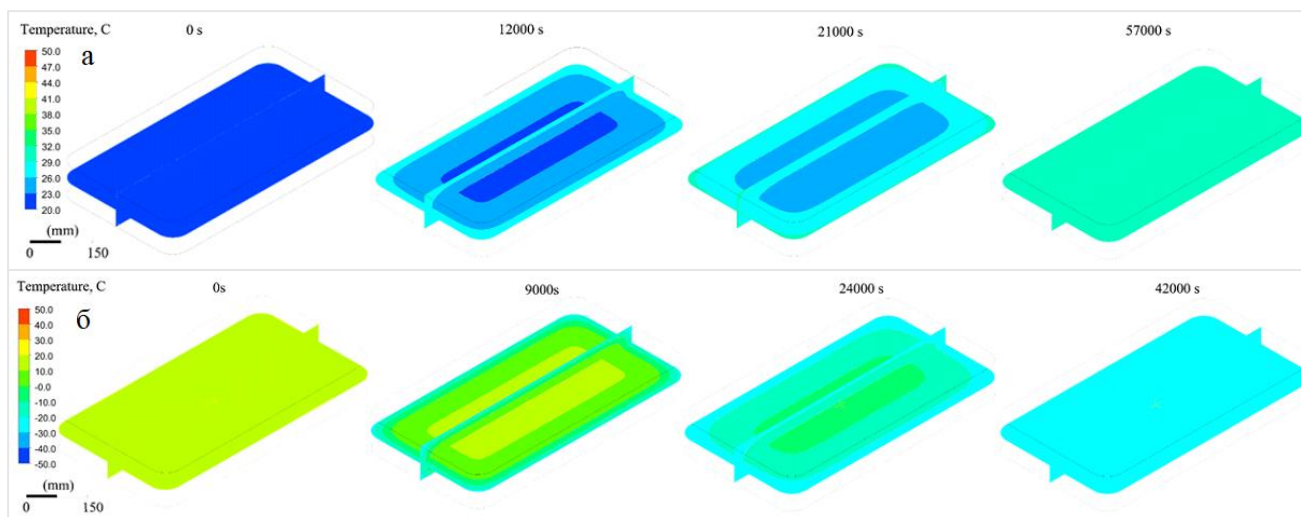 Temperature, C
0 s
12000 s
21000 s
57000 s
а
50.0
47.0
44.0
41.0
38.0
35.0
32.0
29.0
26.0
23.0
20.0
(mm)
0 150
Temperature, C
0s
9000s
24000 s
42000 s
б
50.0
40.0
30.0
20.0
10.0
-0.0
-10.0
-20.0
-30.0
-40.0
-50.0
(mm)
0 150